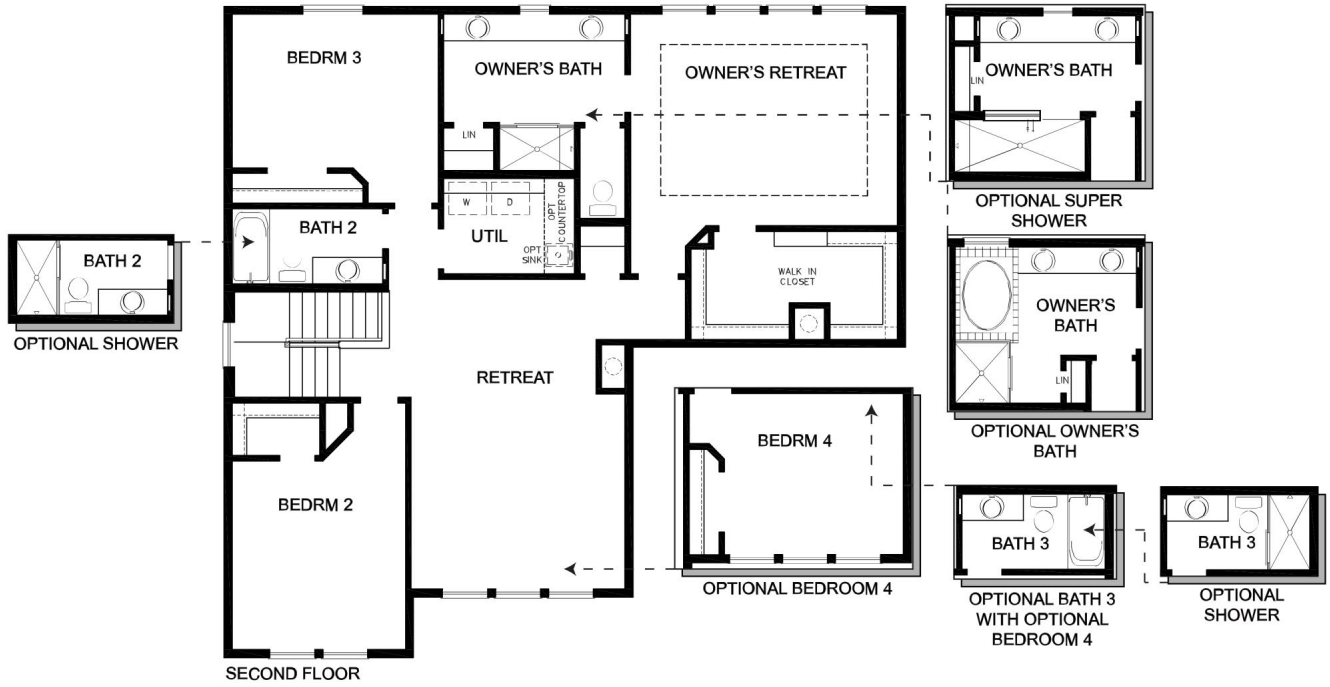 BEDRM 3
OWNER'S BATH
OWNER'S RETREAT
LIN
W
D
OPT
COUNTERTOP
UTIL
OPT
SINK
S
BATH 2
WALK IN
CLOSET
RETREAT
BEDRM 2
SECOND FLOOR
BATH 2
OPTIONAL SHOWER
BEDRM 4
OPTIONAL BEDROOM 4
OWNER'S BATH
LIN
OPTIONAL SUPER
SHOWER
OWNER'S
BATH
LIN
OPTIONAL OWNER'S
BATH
BATH 3
OPTIONAL BATH 3
WITH OPTIONAL
BEDROOM 4
BATH 3
OPTIONAL
SHOWER